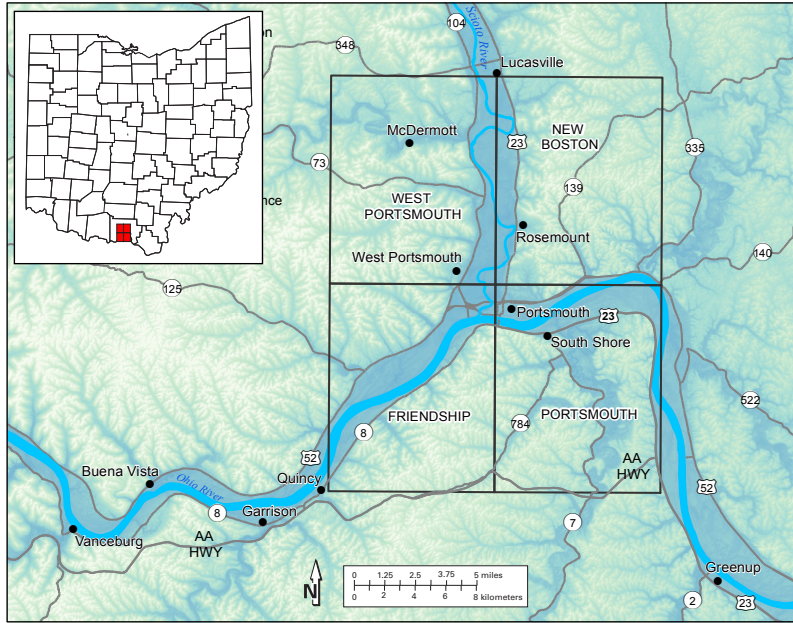 on
nce
104
Scioto River
348
Lucasville
McDermott
23
NEW
BOSTON
335
73
139
WEST
PORTSMOUTH
Rosemount
West Portsmouth
140
125
Portsmouth
23
South Shore
FRIENDSHIP
PORTSMOUTH
8
784
522
52
AA
HWY
Buena Vista
Quincy
52
Ohio River
8
Garrison
7
Vanceburg
AA
HWY
Greenup
N
0 1.25 2.5 3.75 5 miles
0 2 4 6 8 kilometers
2
23